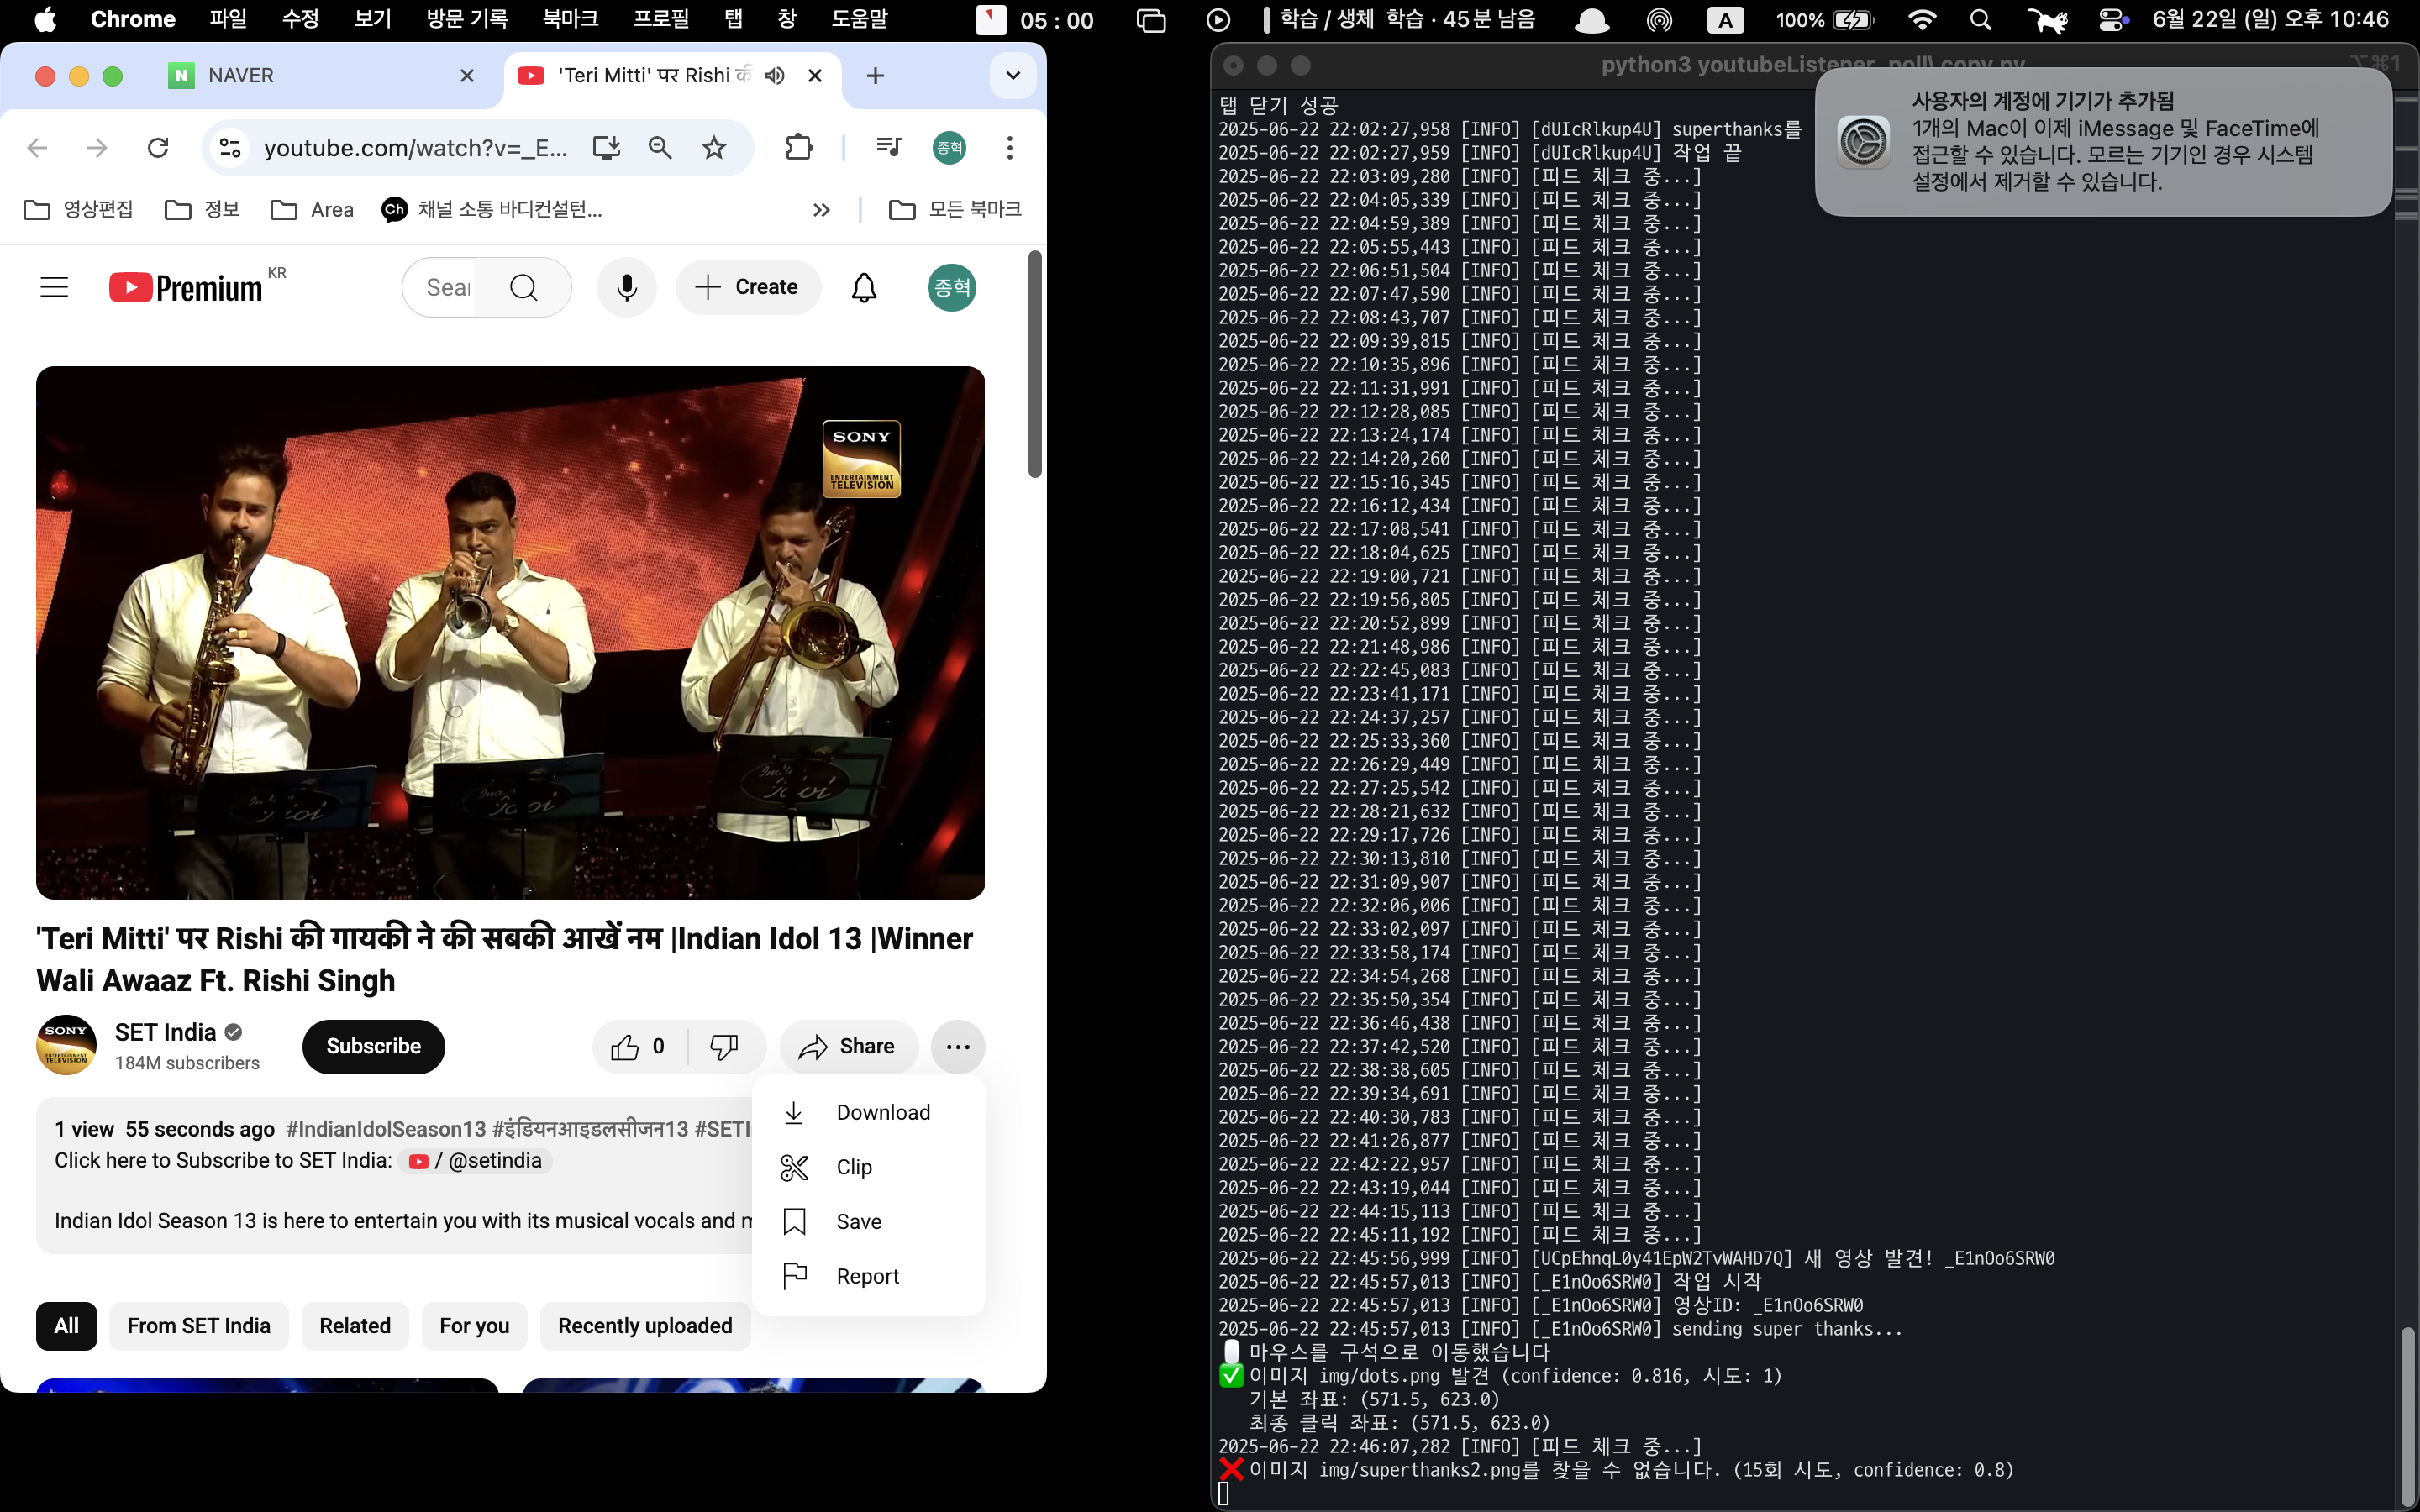 Chrome 파일 수정 보기 방문 기록 북마크 프로필 탭 창 도움말 05 : 00 학습 / 생체 학습 · 45분 남음 A 100% 6월 22일 (일) 오후 10:46
NAVER
'Teri Mitti' पर Rishi की
youtube.com/watch?v=_E...
종혁
영상편집 정보 Area 채널 소통 바디컨설턴... 모든 북마크
Premium KR
Sear
Create
종혁
SONY
ENTERTAINMENT
TELEVISION
'Teri Mitti' पर Rishi की गायकी ने की सबकी आखें नम |Indian Idol 13 |Winner
Wali Awaaz Ft. Rishi Singh
SET India
184M subscribers
Subscribe
0
Share
Download
Clip
Save
Report
1 view 55 seconds ago #IndianIdolSeason13 #इंडियनआइडलसीजन13 #SETI
Click here to Subscribe to SET India: / @setindia
Indian Idol Season 13 is here to entertain you with its musical vocals and m
All From SET India Related For you Recently uploaded
python3 youtubeListener_poll\ copy.py
⌥⌘1
사용자의 계정에 기기가 추가됨
1개의 Mac이 이제 iMessage 및 FaceTime에
접근할 수 있습니다. 모르는 기기인 경우 시스템
설정에서 제거할 수 있습니다.
탭 닫기 성공
2025-06-22 22:02:27,958 [INFO] [dUIcRlkup4U] superthanks를
2025-06-22 22:02:27,959 [INFO] [dUIcRlkup4U] 작업 끝
2025-06-22 22:03:09,280 [INFO] [피드 체크 중...]
2025-06-22 22:04:05,339 [INFO] [피드 체크 중...]
2025-06-22 22:04:59,389 [INFO] [피드 체크 중...]
2025-06-22 22:05:55,443 [INFO] [피드 체크 중...]
2025-06-22 22:06:51,504 [INFO] [피드 체크 중...]
2025-06-22 22:07:47,590 [INFO] [피드 체크 중...]
2025-06-22 22:08:43,707 [INFO] [피드 체크 중...]
2025-06-22 22:09:39,815 [INFO] [피드 체크 중...]
2025-06-22 22:10:35,896 [INFO] [피드 체크 중...]
2025-06-22 22:11:31,991 [INFO] [피드 체크 중...]
2025-06-22 22:12:28,085 [INFO] [피드 체크 중...]
2025-06-22 22:13:24,174 [INFO] [피드 체크 중...]
2025-06-22 22:14:20,260 [INFO] [피드 체크 중...]
2025-06-22 22:15:16,345 [INFO] [피드 체크 중...]
2025-06-22 22:16:12,434 [INFO] [피드 체크 중...]
2025-06-22 22:17:08,541 [INFO] [피드 체크 중...]
2025-06-22 22:18:04,625 [INFO] [피드 체크 중...]
2025-06-22 22:19:00,721 [INFO] [피드 체크 중...]
2025-06-22 22:19:56,805 [INFO] [피드 체크 중...]
2025-06-22 22:20:52,899 [INFO] [피드 체크 중...]
2025-06-22 22:21:48,986 [INFO] [피드 체크 중...]
2025-06-22 22:22:45,083 [INFO] [피드 체크 중...]
2025-06-22 22:23:41,171 [INFO] [피드 체크 중...]
2025-06-22 22:24:37,257 [INFO] [피드 체크 중...]
2025-06-22 22:25:33,360 [INFO] [피드 체크 중...]
2025-06-22 22:26:29,449 [INFO] [피드 체크 중...]
2025-06-22 22:27:25,542 [INFO] [피드 체크 중...]
2025-06-22 22:28:21,632 [INFO] [피드 체크 중...]
2025-06-22 22:29:17,726 [INFO] [피드 체크 중...]
2025-06-22 22:30:13,810 [INFO] [피드 체크 중...]
2025-06-22 22:31:09,907 [INFO] [피드 체크 중...]
2025-06-22 22:32:06,006 [INFO] [피드 체크 중...]
2025-06-22 22:33:02,097 [INFO] [피드 체크 중...]
2025-06-22 22:33:58,174 [INFO] [피드 체크 중...]
2025-06-22 22:34:54,268 [INFO] [피드 체크 중...]
2025-06-22 22:35:50,354 [INFO] [피드 체크 중...]
2025-06-22 22:36:46,438 [INFO] [피드 체크 중...]
2025-06-22 22:37:42,520 [INFO] [피드 체크 중...]
2025-06-22 22:38:38,605 [INFO] [피드 체크 중...]
2025-06-22 22:39:34,691 [INFO] [피드 체크 중...]
2025-06-22 22:40:30,783 [INFO] [피드 체크 중...]
2025-06-22 22:41:26,877 [INFO] [피드 체크 중...]
2025-06-22 22:42:22,957 [INFO] [피드 체크 중...]
2025-06-22 22:43:19,044 [INFO] [피드 체크 중...]
2025-06-22 22:44:15,113 [INFO] [피드 체크 중...]
2025-06-22 22:45:11,192 [INFO] [피드 체크 중...]
2025-06-22 22:45:56,999 [INFO] [UCpEhnqL0y41EpW2TvWAHD7Q] 새 영상 발견! _E1nOo6SRW0
2025-06-22 22:45:57,013 [INFO] [_E1nOo6SRW0] 작업 시작
2025-06-22 22:45:57,013 [INFO] [_E1nOo6SRW0] 영상ID: _E1nOo6SRW0
2025-06-22 22:45:57,013 [INFO] [_E1nOo6SRW0] sending super thanks...
마우스를 구석으로 이동했습니다
✅ 이미지 img/dots.png 발견 (confidence: 0.816, 시도: 1)
기본 좌표: (571.5, 623.0)
최종 클릭 좌표: (571.5, 623.0)
2025-06-22 22:46:07,282 [INFO] [피드 체크 중...]
❌ 이미지 img/superthanks2.png를 찾을 수 없습니다. (15회 시도, confidence: 0.8)